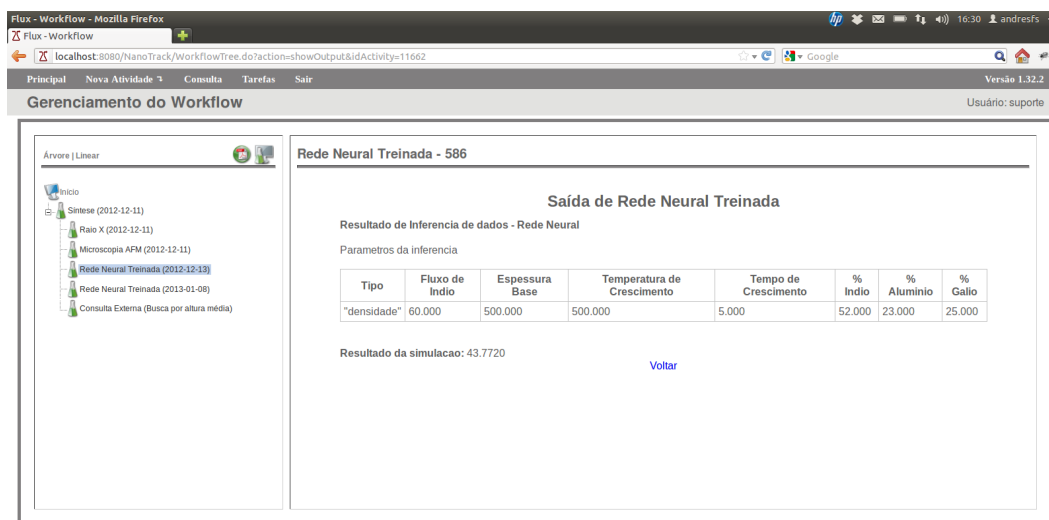 Flux - Workflow - Mozilla Firefox
hp 16:30 andresfs
Flux - Workflow
localhost:8080/NanoTrack/WorkflowTree.do?action=showOutput&idActivity=11662
Google
Principal Nova Atividade Consulta Tarefas Sair Versão 1.32.2
Gerenciamento do Workflow Usuário: suporte
Árvore | Linear
Início
Síntese (2012-12-11)
Raio X (2012-12-11)
Microscopia AFM (2012-12-11)
Rede Neural Treinada (2012-12-13)
Rede Neural Treinada (2013-01-08)
Consulta Externa (Busca por altura média)
Rede Neural Treinada - 586
Saída de Rede Neural Treinada
Resultado de Inferencia de dados - Rede Neural
Parametros da inferencia
Tipo Fluxo de Indio Espessura Base Temperatura de Crescimento Tempo de Crescimento % Indio % Aluminio % Galio
"densidade" 60.000 500.000 500.000 5.000 52.000 23.000 25.000
Resultado da simulacao: 43.7720
Voltar